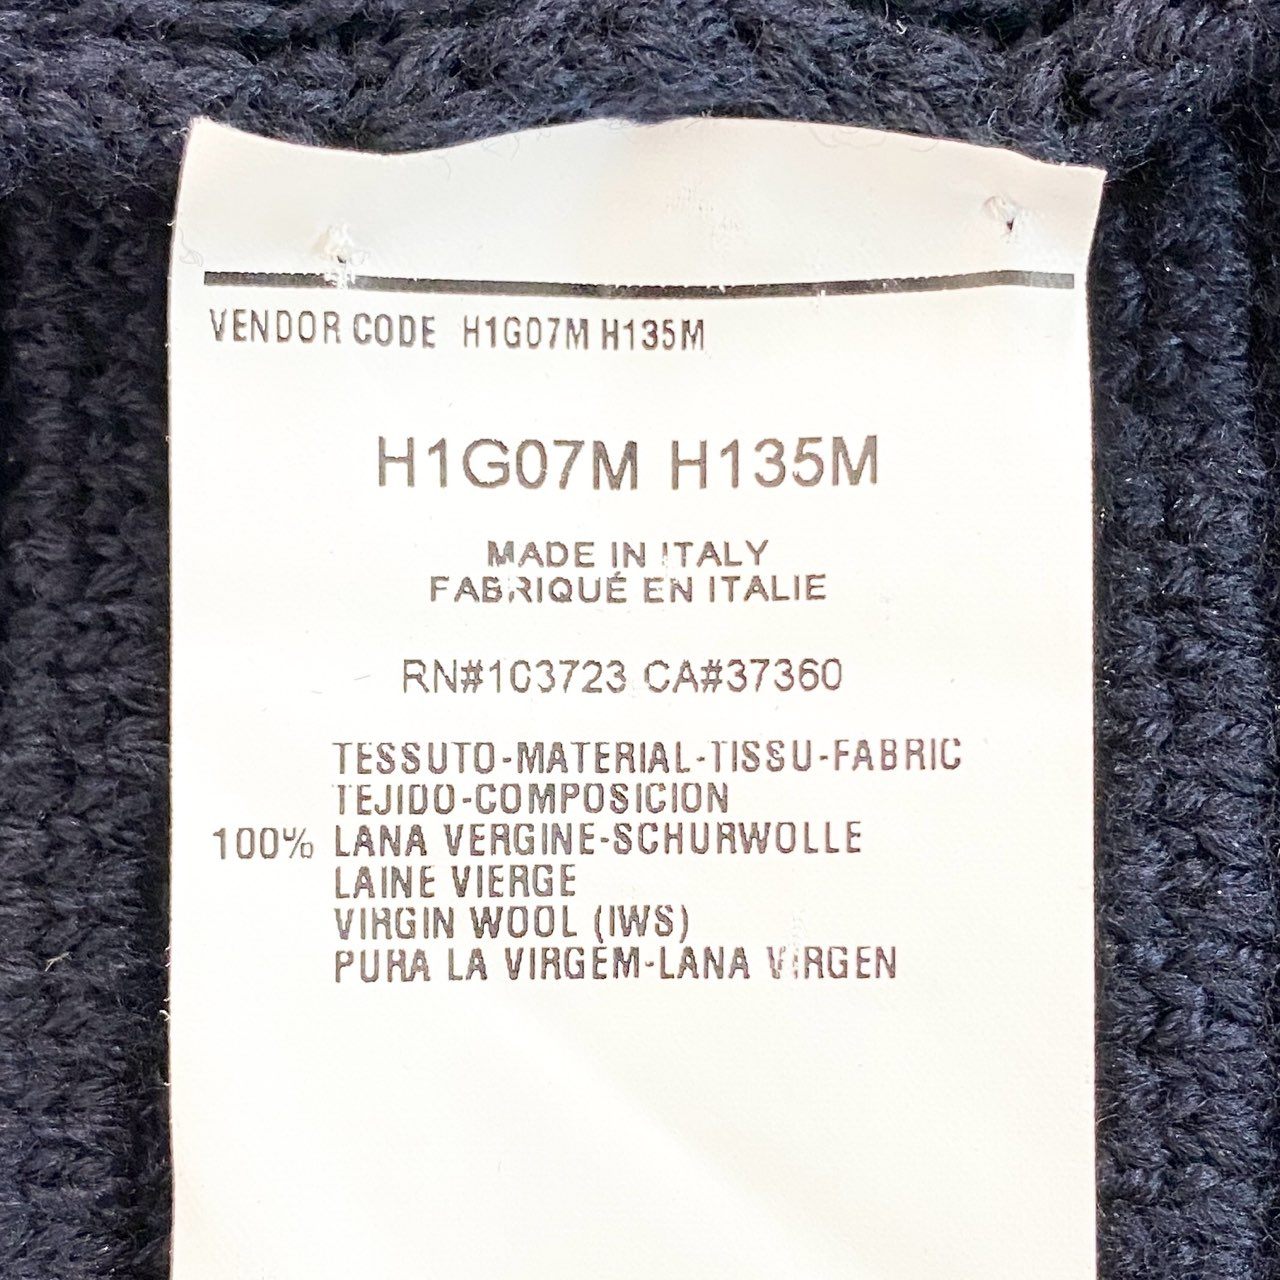 VENDOR CODE H1G07M H135M
H1G07M H135M
MADE IN ITALY
FABRIQUÉ EN ITALIE
RN#103723 CA#37360
TESSUTO-MATERIAL-TISSU-FABRIC
TEJIDO-COMPOSICION
100% LANA VERGINE-SCHURWOLLE
LAINE VIERGE
VIRGIN WOOL (IWS)
PURA LA VIRGEM-LANA VIRGEN